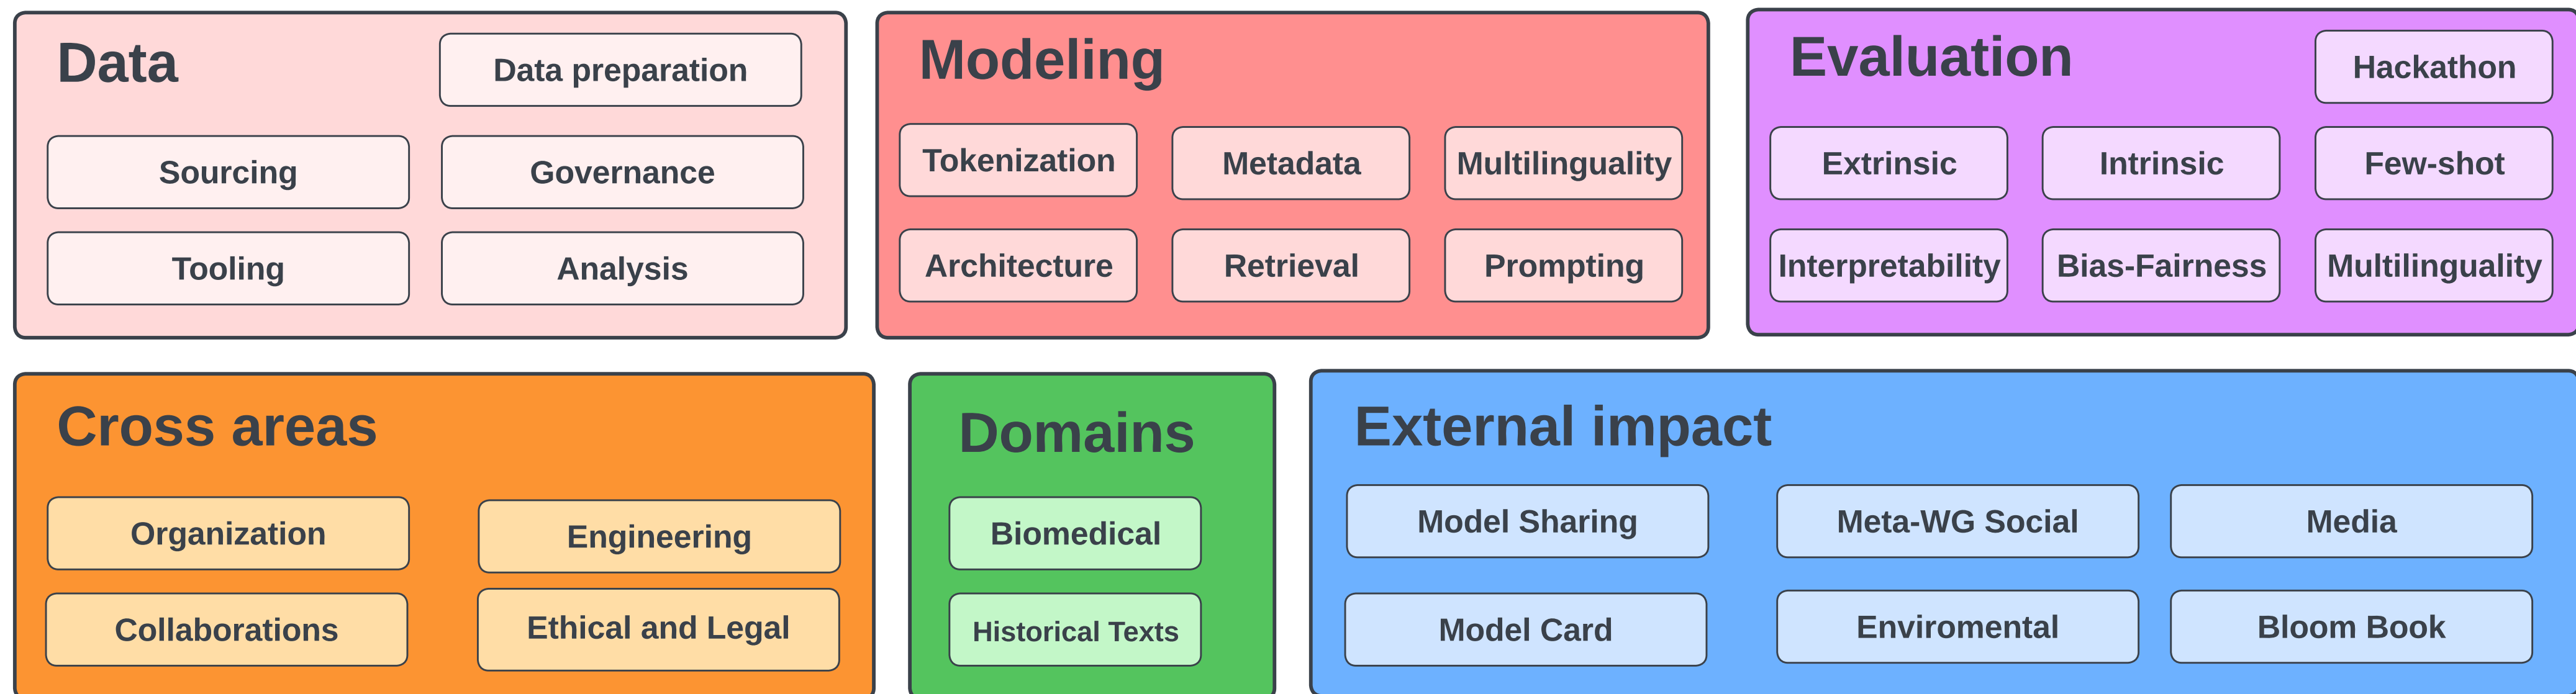 Data
Data preparation
Sourcing
Governance
Tooling
Analysis
Modeling
Tokenization
Metadata
Multilinguality
Architecture
Retrieval
Prompting
Evaluation
Hackathon
Extrinsic
Intrinsic
Few-shot
Interpretability
Bias-Fairness
Multilinguality
Cross areas
Organization
Engineering
Collaborations
Ethical and Legal
Domains
Biomedical
Historical Texts
External impact
Model Sharing
Meta-WG Social
Media
Model Card
Enviromental
Bloom Book